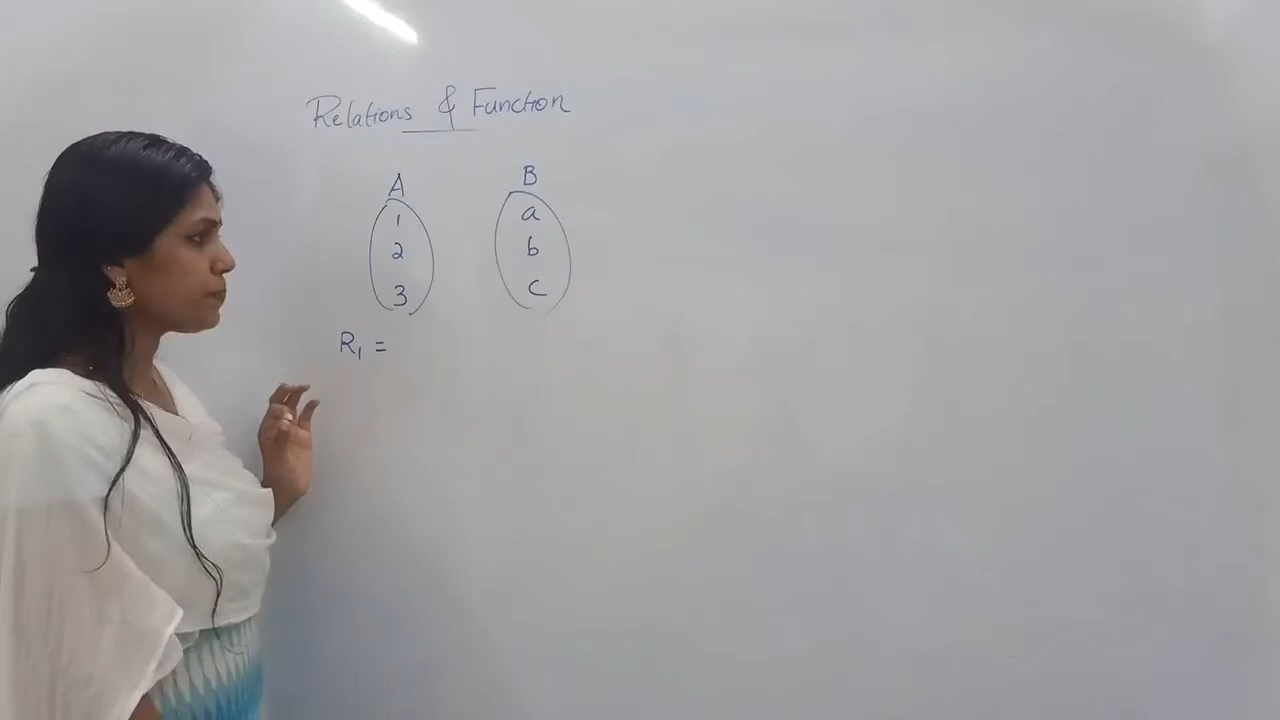 Relations & Function
A B
1 a
2 b
3 c
R₁ =